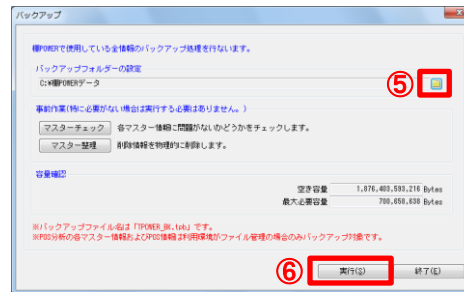 バックアップ
棚POWERで使用している全情報のバックアップ処理を行ないます。
バックアップフォルダーの設定
C:¥棚POWERデータ
⑤
事前作業(特に必要がない場合は実行する必要はありません。)
マスターチェック 各マスター情報に問題がないかどうかをチェックします。
マスター整理 削除情報を物理的に削除します。
容量確認
空き容量 1,076,403,593,216 Bytes
最大必要容量 700,650,630 Bytes
※バックアップファイル名は「TPOWER_BK.tpb」です。
※POS分析の各マスター情報およびPOS情報は利用環境がファイル管理の場合のみバックアップ対象です。
⑥
実行(S) 終了(E)